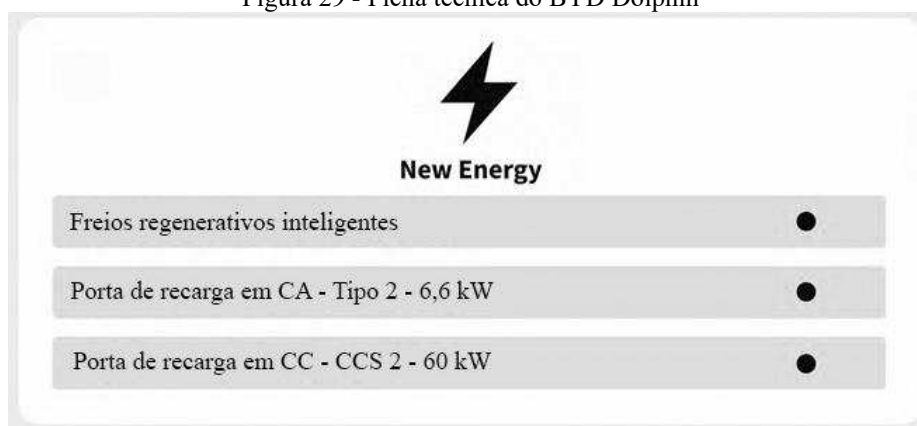 Figura 29 - Ficha técnica do BYD Dolphin
New Energy
Freios regenerativos inteligentes
Porta de recarga em CA - Tipo 2 - 6,6 kW
Porta de recarga em CC - CCS 2 - 60 kW